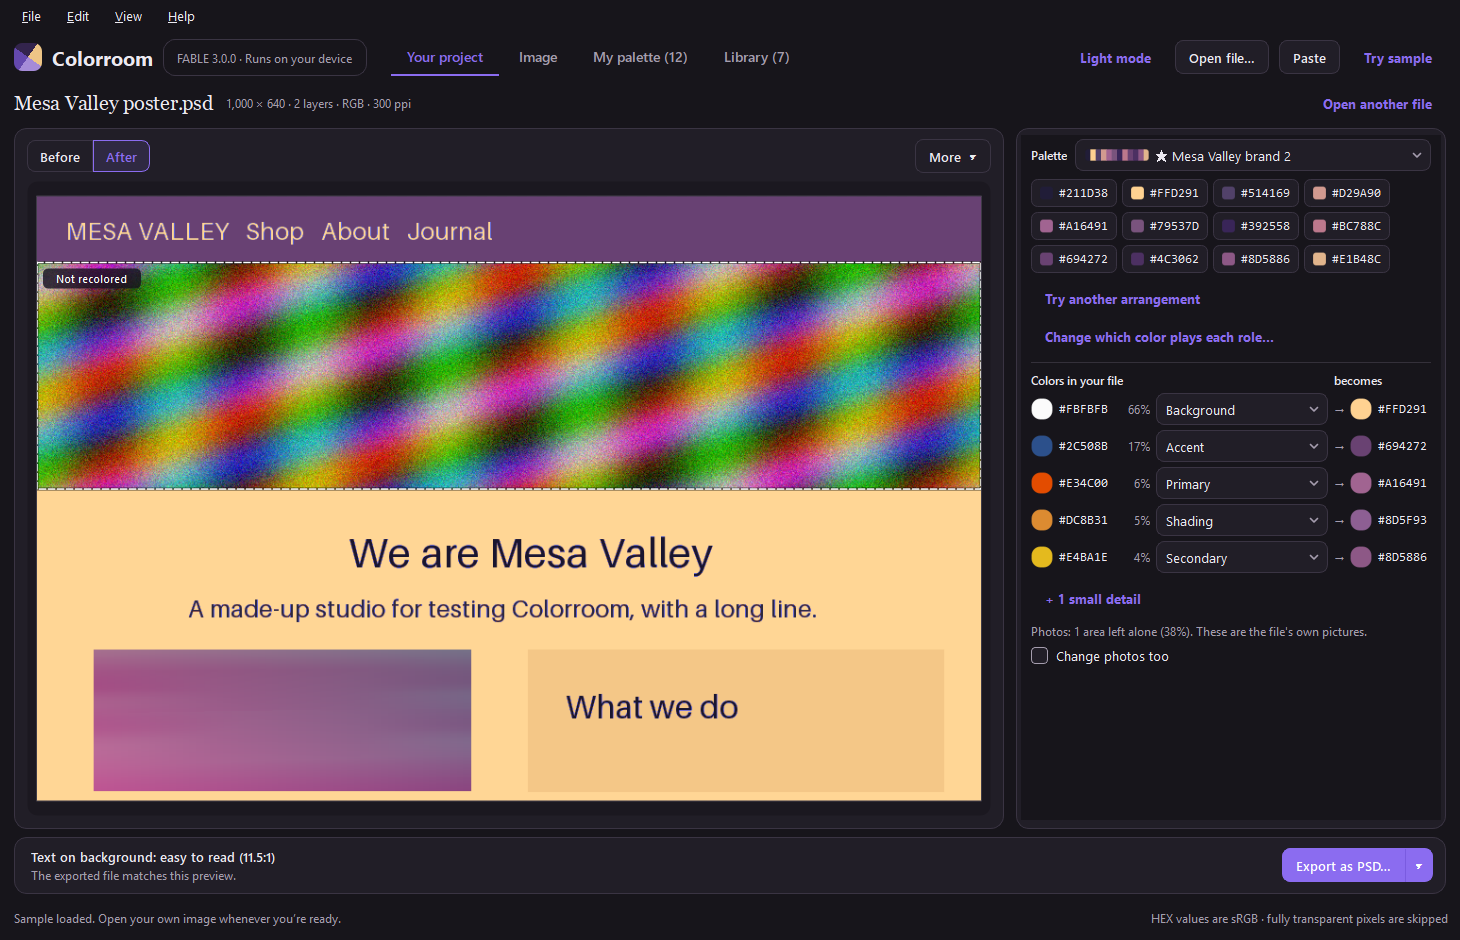 File Edit View Help
Colorroom FABLE 3.0.0 · Runs on your device Your project Image My palette (12) Library (7) Light mode Open file... Paste Try sample
Mesa Valley poster.psd 1,000 × 640 · 2 layers · RGB · 300 ppi Open another file
Before After More
MESA VALLEY Shop About Journal
Not recolored
We are Mesa Valley
A made-up studio for testing Colorroom, with a long line.
What we do
Palette ★ Mesa Valley brand 2
#211D38 #FFD291 #514169 #D29A90
#A16491 #79537D #392558 #BC788C
#694272 #4C3062 #8D5886 #E1B48C
Try another arrangement
Change which color plays each role...
Colors in your file becomes
#FBFBFB 66% Background → #FFD291
#2C508B 17% Accent → #694272
#E34C00 6% Primary → #A16491
#DC8B31 5% Shading → #8D5F93
#E4BA1E 4% Secondary → #8D5886
+ 1 small detail
Photos: 1 area left alone (38%). These are the file's own pictures.
Change photos too
Text on background: easy to read (11.5:1)
The exported file matches this preview.
Export as PSD...
Sample loaded. Open your own image whenever you're ready. HEX values are sRGB · fully transparent pixels are skipped